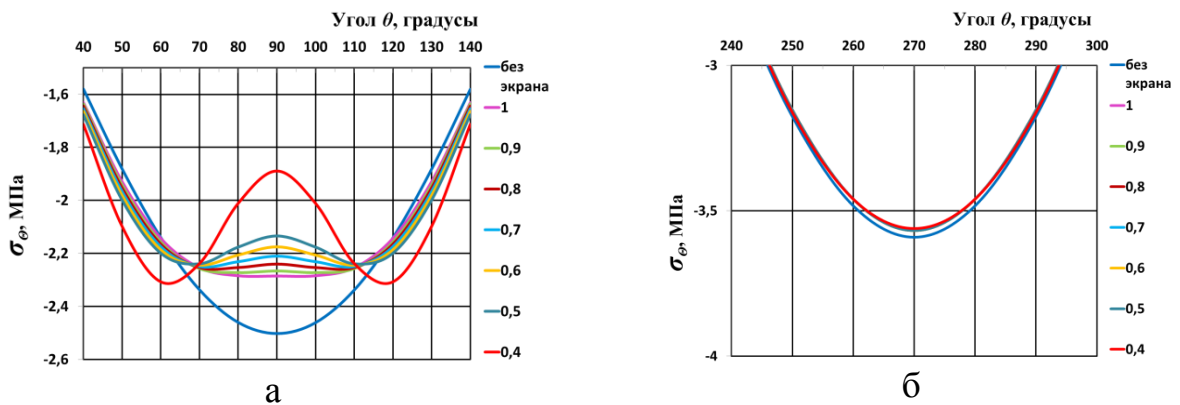 Угол θ, градусы
40 50 60 70 80 90 100 110 120 130 140
-1,6
-1,8
-2
-2,2
-2,4
-2,6
σθ, МПа
без
экрана
1
0,9
0,8
0,7
0,6
0,5
0,4
а
Угол θ, градусы
240 250 260 270 280 290 300
-3
-3,5
-4
σθ, МПа
без
экрана
1
0,9
0,8
0,7
0,6
0,5
0,4
б